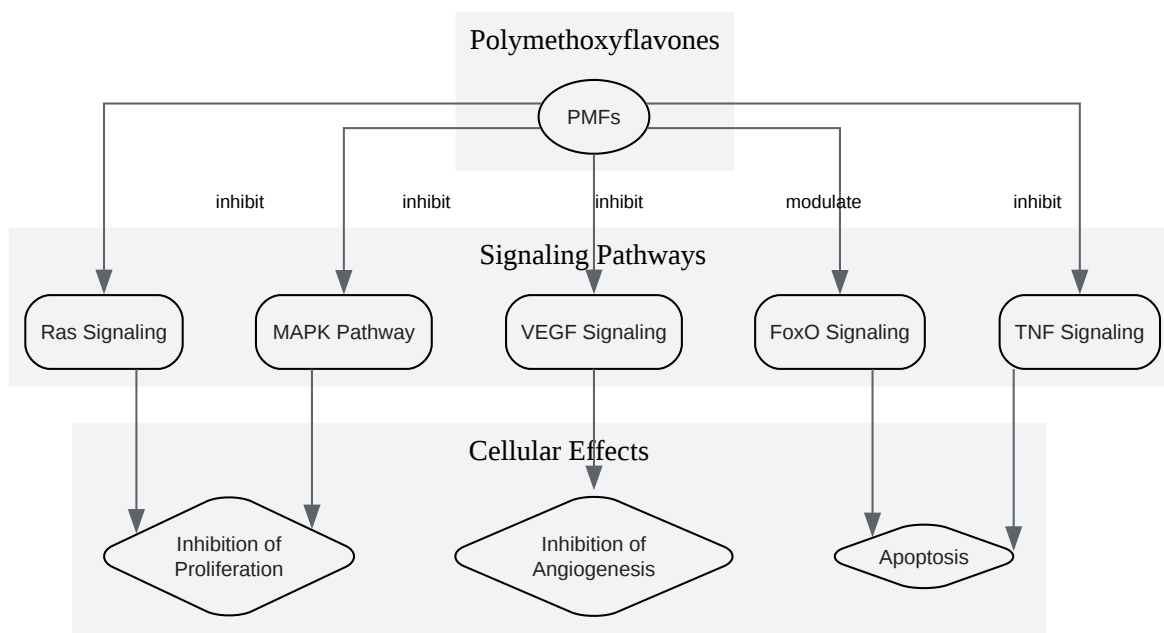 Polymethoxyflavones
PMFs
inhibit
inhibit
inhibit
modulate
inhibit
Signaling Pathways
Ras Signaling
MAPK Pathway
VEGF Signaling
FoxO Signaling
TNF Signaling
Cellular Effects
Inhibition of
Proliferation
Inhibition of
Angiogenesis
Apoptosis